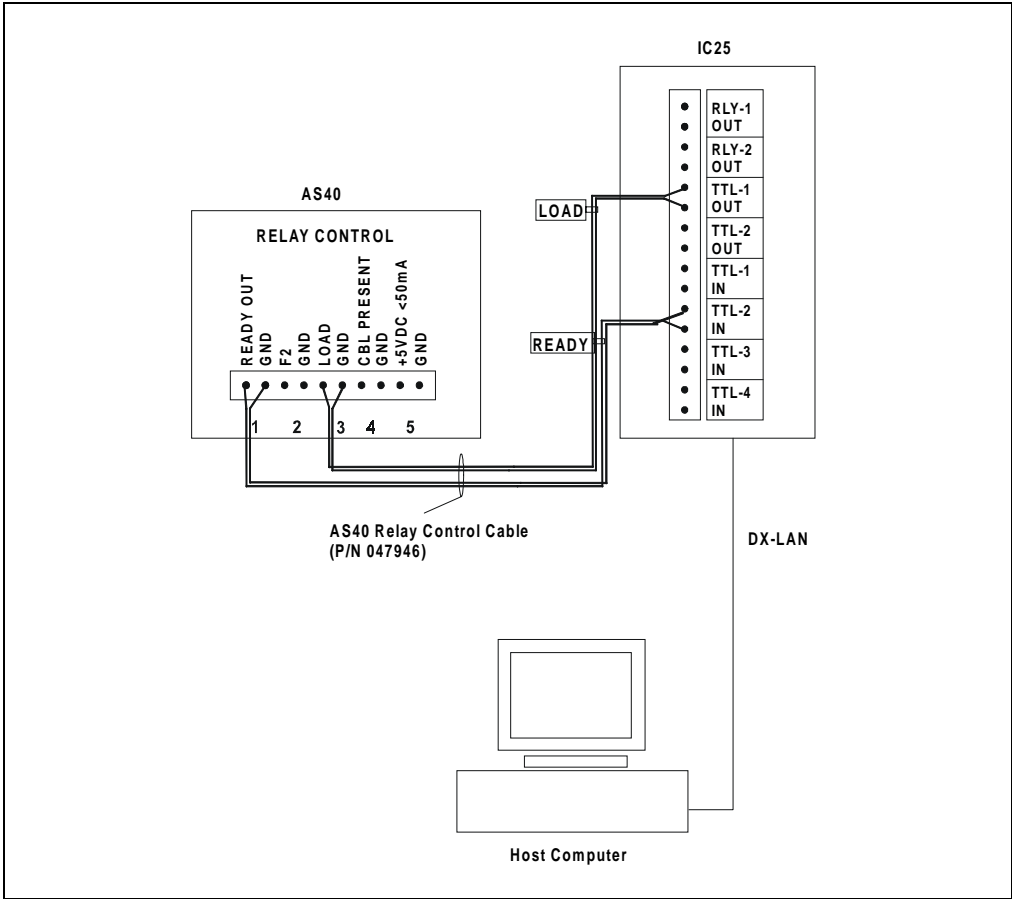 IC25
RLY-1
OUT
RLY-2
OUT
TTL-1
OUT
TTL-2
OUT
TTL-1
IN
TTL-2
IN
TTL-3
IN
TTL-4
IN
AS40
RELAY CONTROL
READY OUT
GND
F2
GND
LOAD
GND
CBL PRESENT
GND
+5VDC <50mA
GND
1 2 3 4 5
LOAD
READY
AS40 Relay Control Cable
(P/N 047946)
DX-LAN
Host Computer